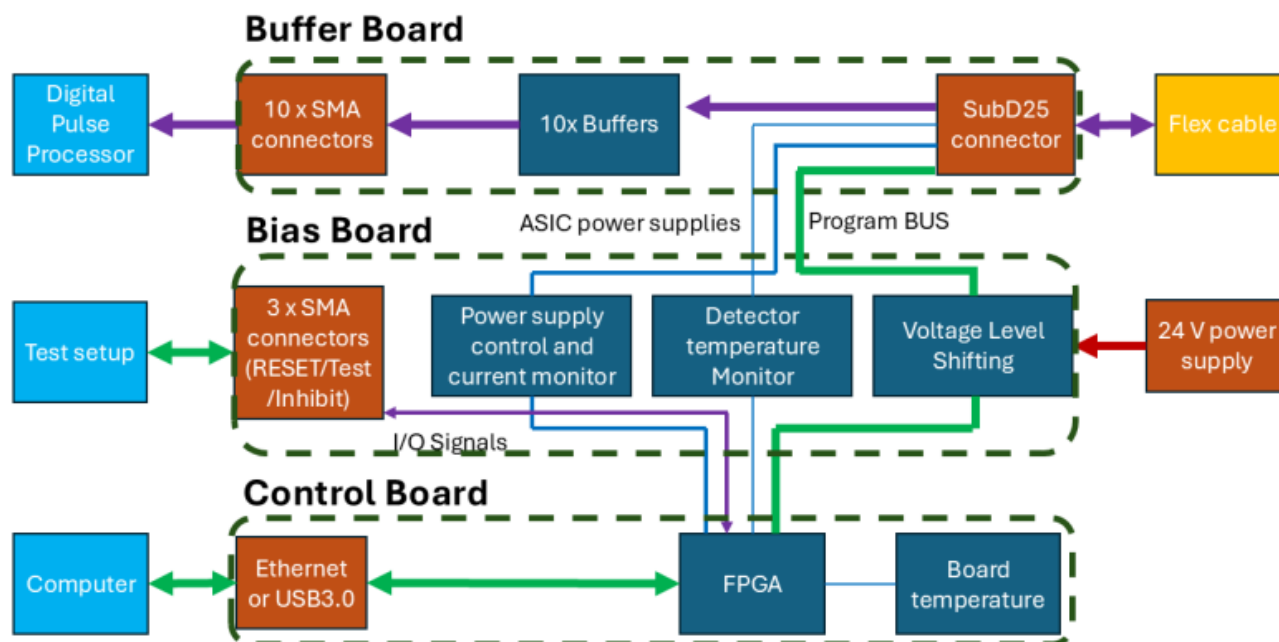 Buffer Board
Digital
Pulse
Processor
10 x SMA
connectors
10x Buffers
SubD25
connector
Flex cable
ASIC power supplies
Program BUS
Bias Board
Test setup
3 x SMA
connectors
(RESET/Test
/Inhibit)
Power supply
control and
current monitor
Detector
temperature
Monitor
Voltage Level
Shifting
24 V power
supply
I/O Signals
Control Board
Computer
Ethernet
or USB3.0
FPGA
Board
temperature